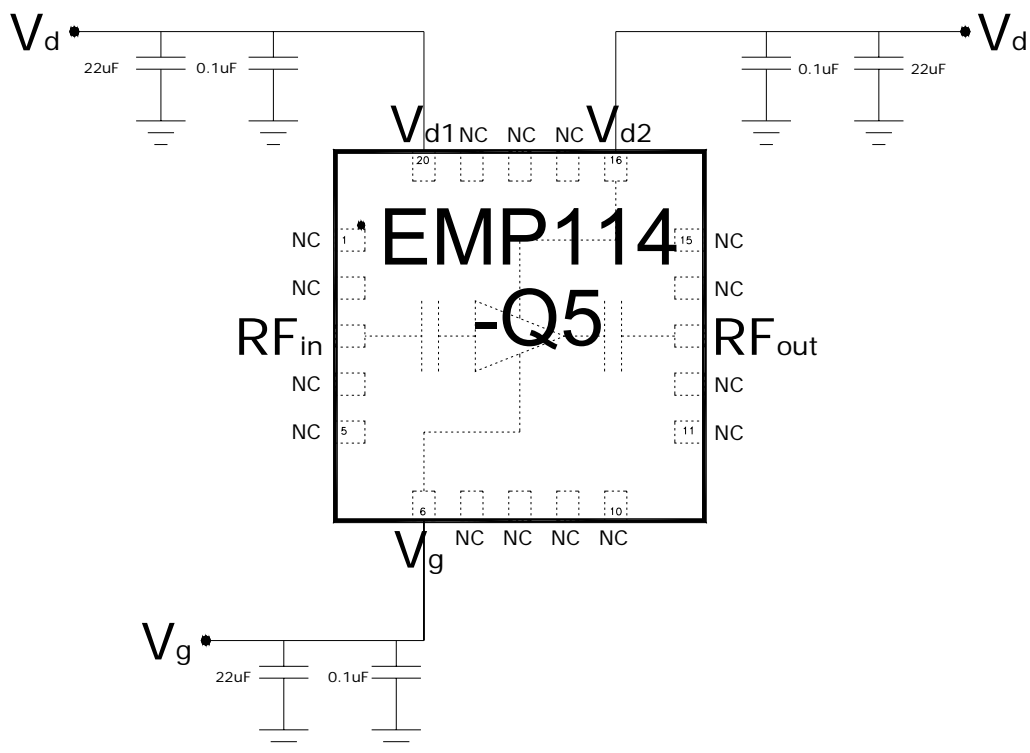 Vd Vd
22uF 0.1uF 0.1uF 22uF
Vd1 NC NC NC Vd2
20 16
EMP114
NC 1 15 NC
NC NC
-Q5
RFin RFout
NC NC
NC 5 11 NC
6 10
Vg NC NC NC NC
Vg
22uF 0.1uF